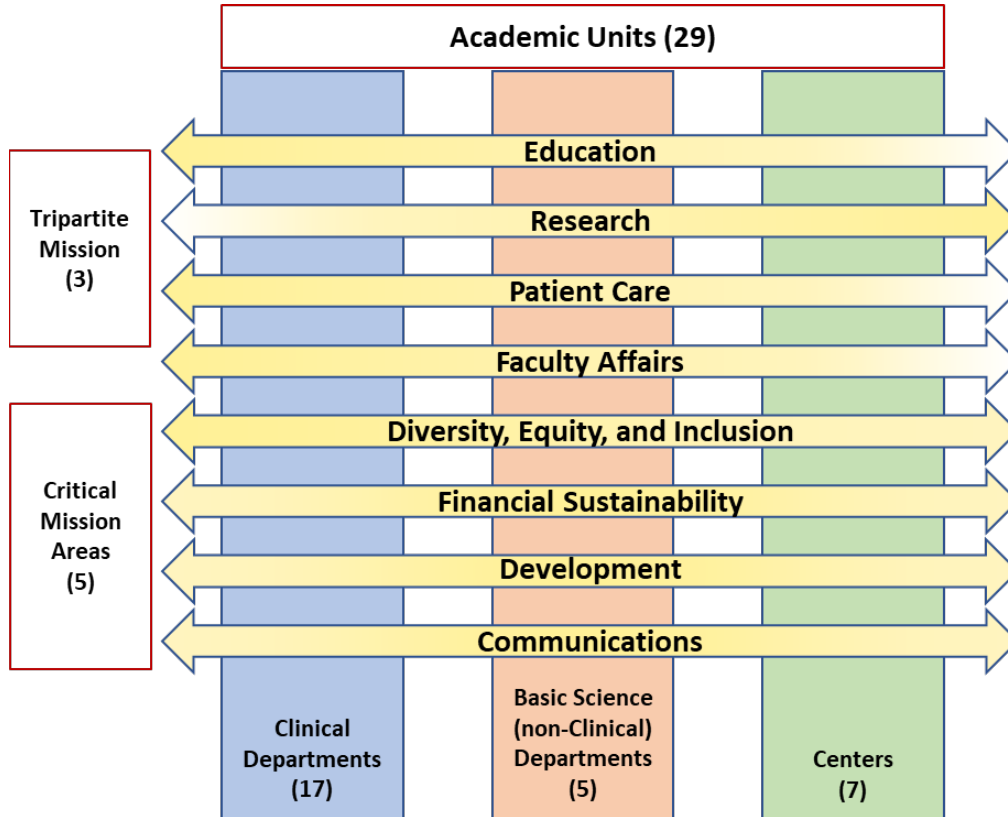 Academic Units (29)
Education
Research
Patient Care
Faculty Affairs
Diversity, Equity, and Inclusion
Financial Sustainability
Development
Communications
Tripartite
Mission
(3)
Critical
Mission
Areas
(5)
Clinical
Departments
(17)
Basic Science
(non-Clinical)
Departments
(5)
Centers
(7)